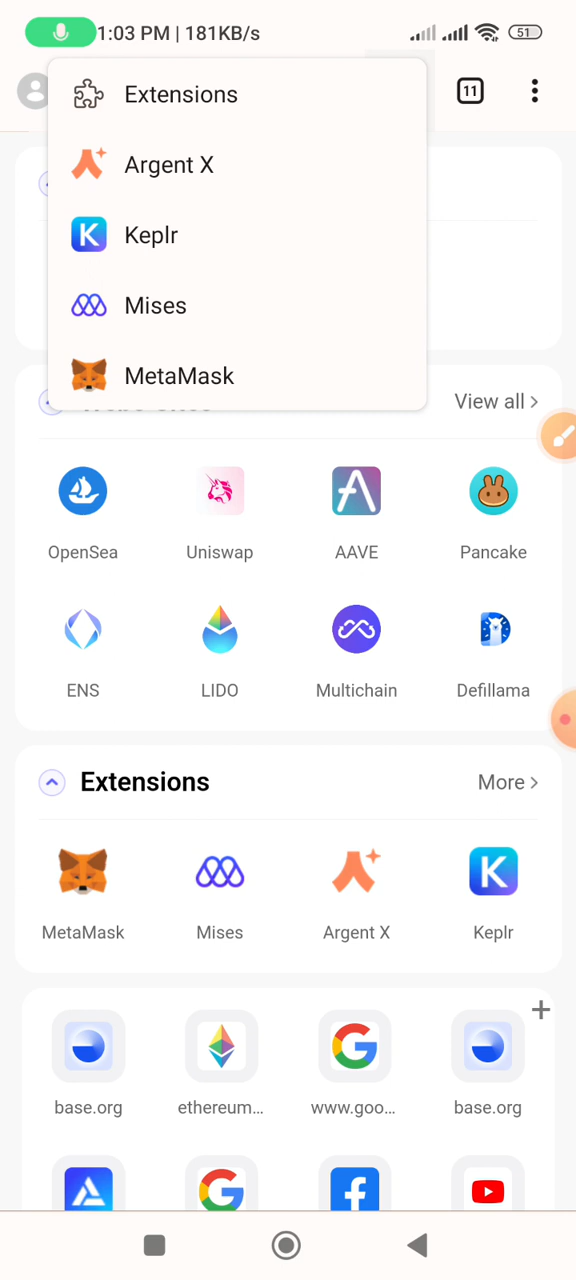 1:03 PM | 181KB/s
51
11
Extensions
Argent X
Keplr
Mises
MetaMask
View all
OpenSea
Uniswap
AAVE
Pancake
ENS
LIDO
Multichain
Defillama
Extensions
More
MetaMask
Mises
Argent X
Keplr
base.org
ethereum...
www.goo...
base.org